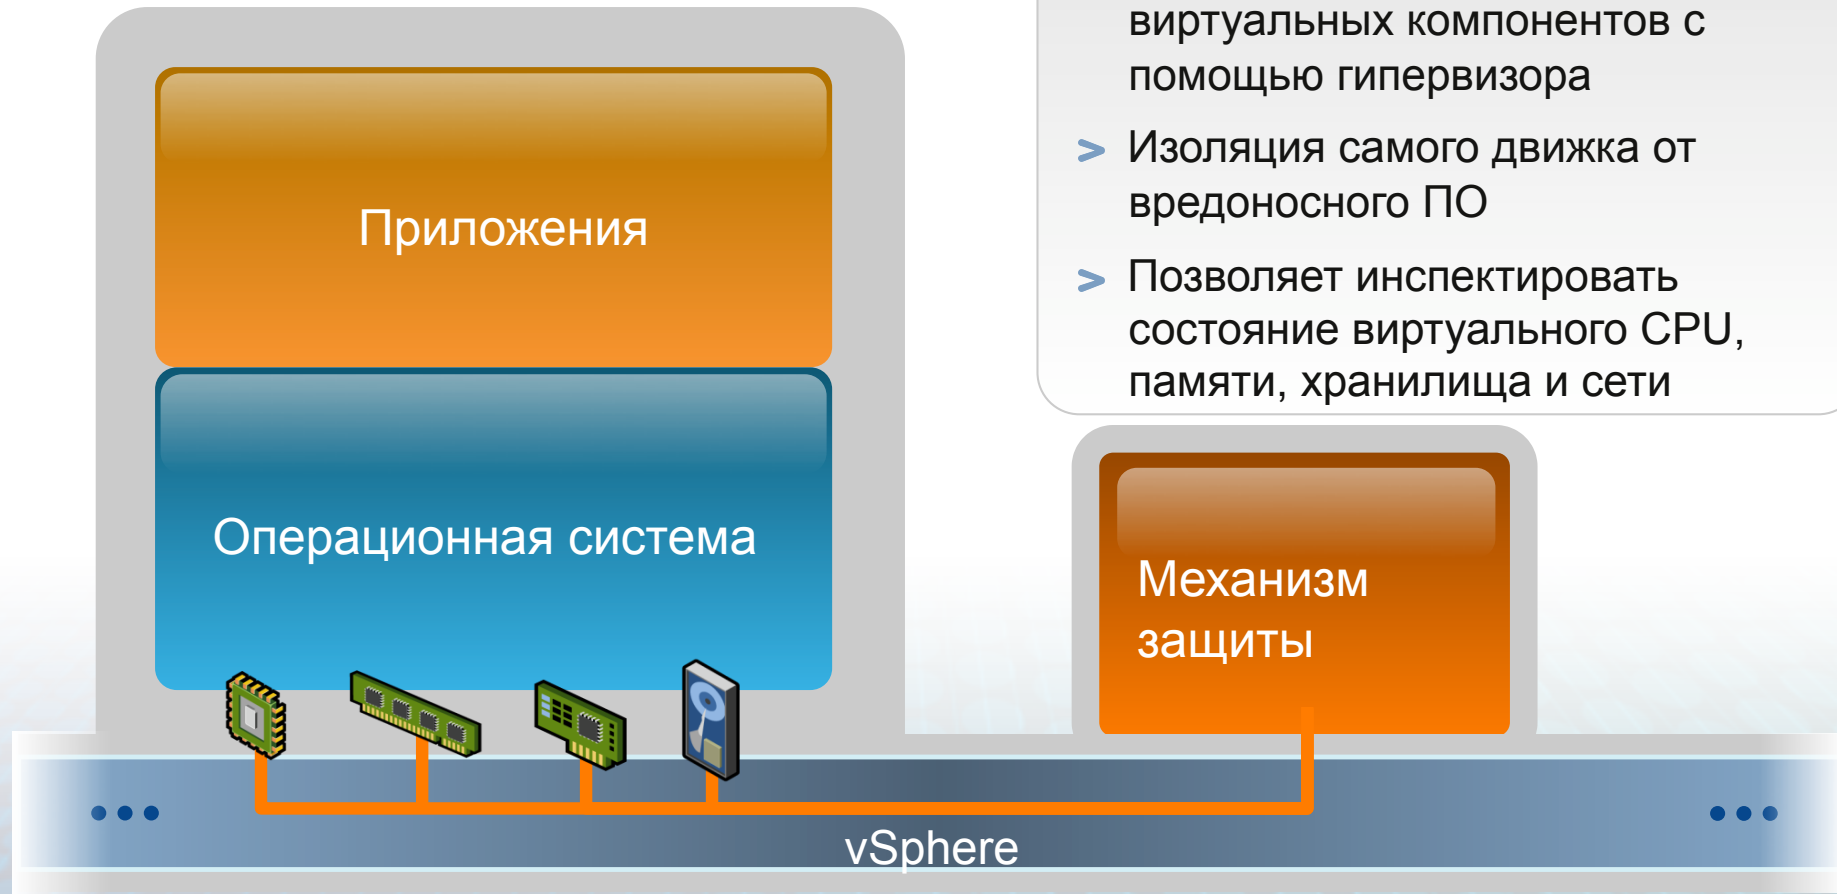 виртуальных компонентов с
помощью гипервизора
> Изоляция самого движка от
вредоносного ПО
> Позволяет инспектировать
состояние виртуального CPU,
памяти, хранилища и сети
Приложения
Операционная система
Механизм
защиты
vSphere